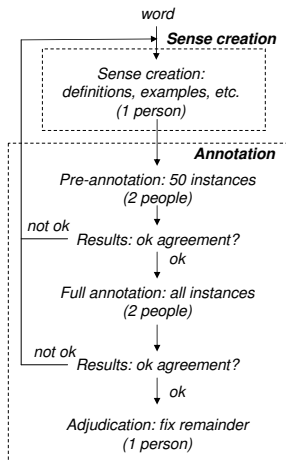 word
Sense creation
Sense creation:
definitions, examples, etc.
(1 person)
Annotation
Pre-annotation: 50 instances
(2 people)
not ok
Results: ok agreement?
ok
Full annotation: all instances
(2 people)
not ok
Results: ok agreement?
ok
Adjudication: fix remainder
(1 person)